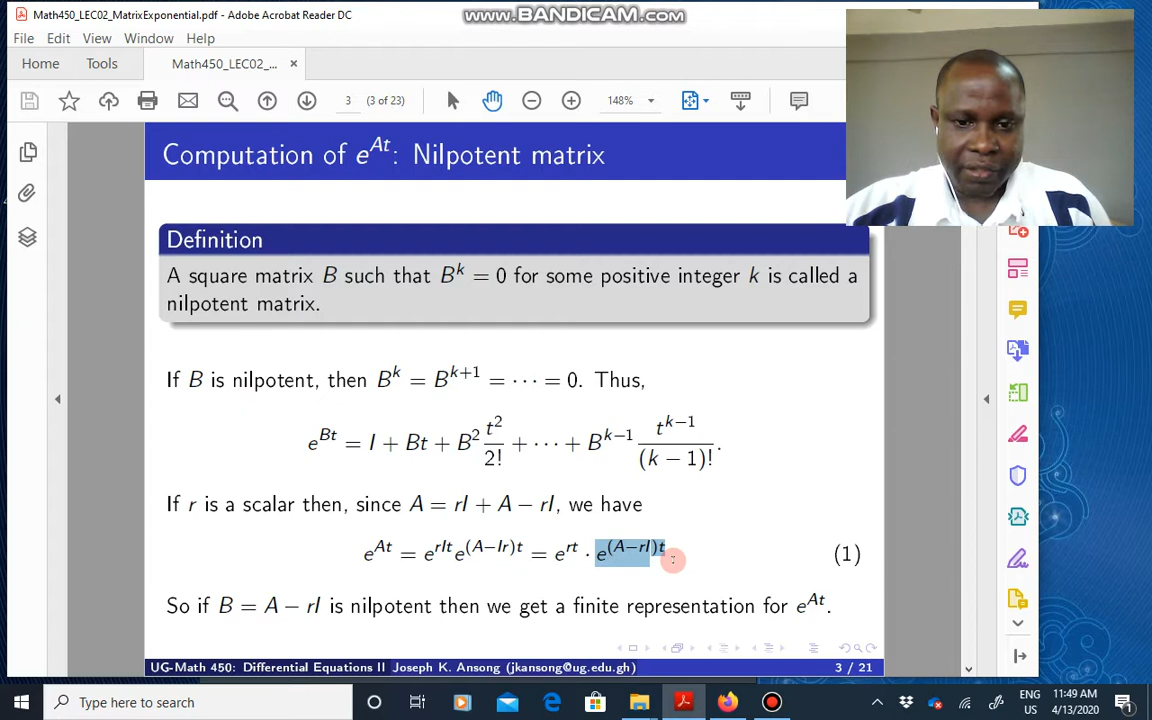 Math450_LEC02_MatrixExponential.pdf - Adobe Acrobat Reader DC
www.BANDICAM.com
File Edit View Window Help
Home Tools Math450_LEC02_... ×
3 (3 of 23) 148%
Computation of e^{At}: Nilpotent matrix
Definition
A square matrix B such that B^k = 0 for some positive integer k is called a
nilpotent matrix.
If B is nilpotent, then B^k = B^{k+1} = ··· = 0. Thus,
e^{Bt} = I + Bt + B^2 t^2/2! + ··· + B^{k−1} t^{k−1}/(k − 1)!.
If r is a scalar then, since A = rI + A − rI, we have
e^{At} = e^{rIt}e^{(A−Ir)t} = e^{rt} · e^{(A−rI)t} (1)
So if B = A − rI is nilpotent then we get a finite representation for e^{At}.
UG-Math 450: Differential Equations II Joseph K. Ansong (jkansong@ug.edu.gh) 3 / 21
Type here to search
ENG
US
11:49 AM
4/13/2020
1